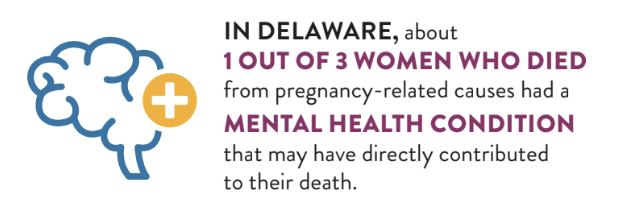 IN DELAWARE, about
1 OUT OF 3 WOMEN WHO DIED
from pregnancy-related causes had a
MENTAL HEALTH CONDITION
that may have directly contributed
to their death.